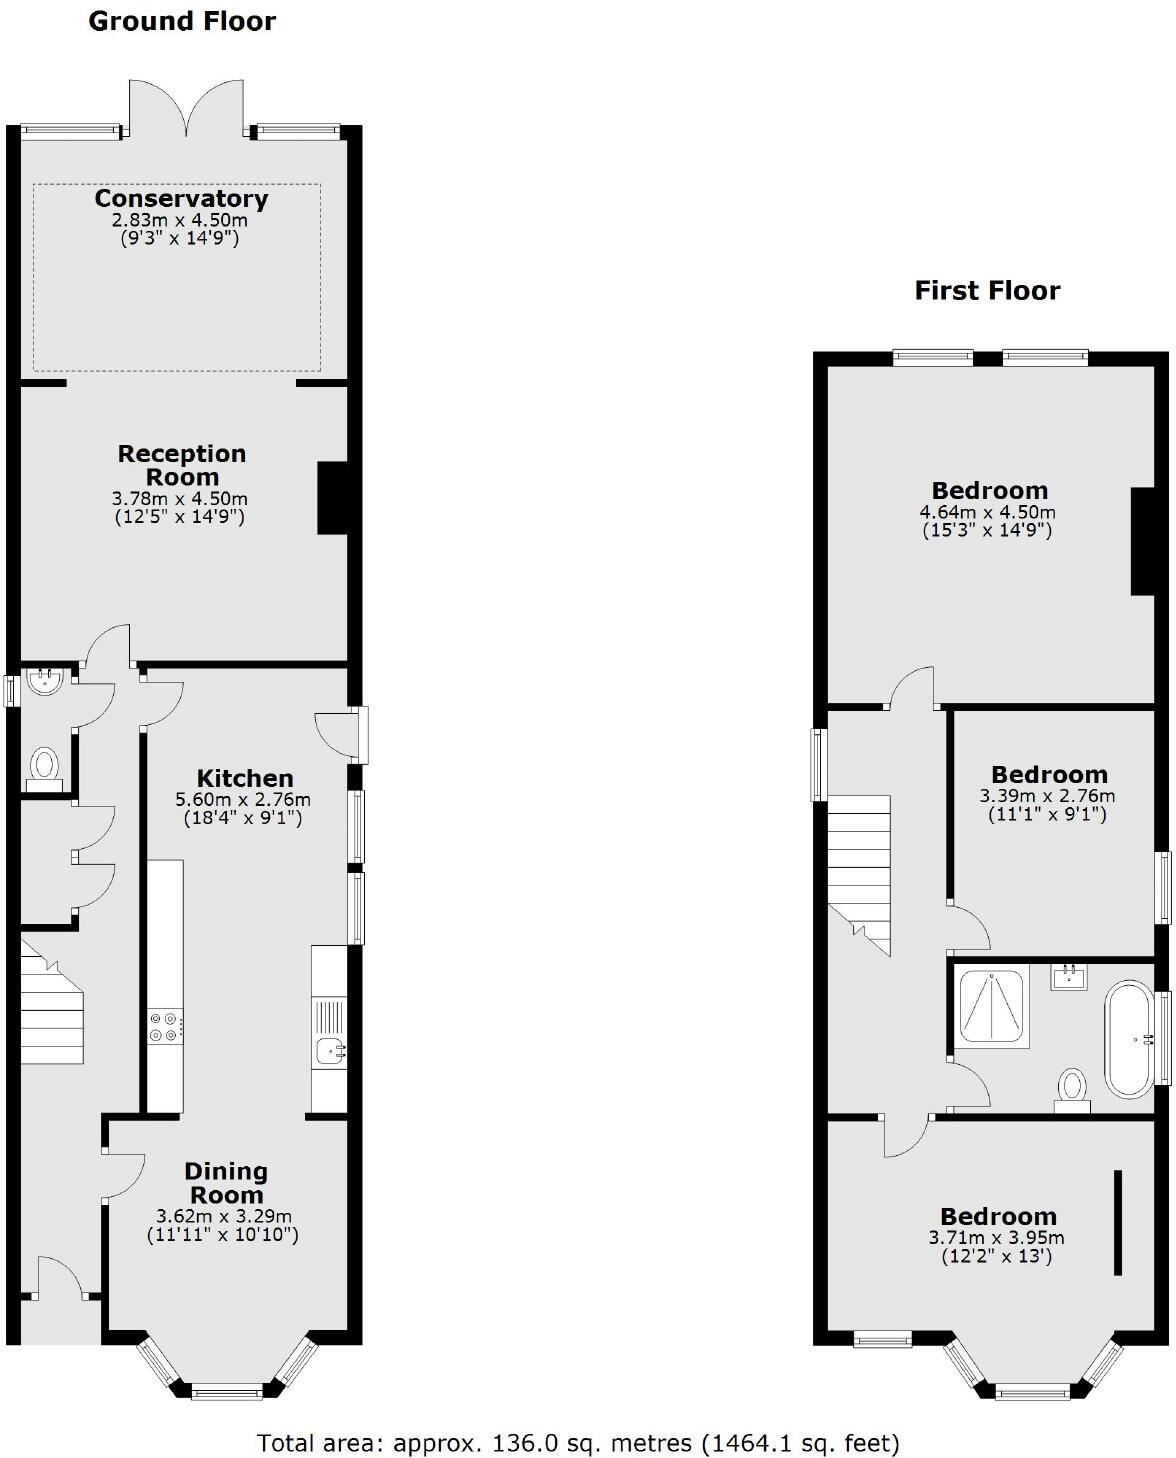 Ground Floor
Conservatory
2.83m x 4.50m
(9'3" x 14'9")
Reception
Room
3.78m x 4.50m
(12'5" x 14'9")
Kitchen
5.60m x 2.76m
(18'4" x 9'1")
Dining
Room
3.62m x 3.29m
(11'11" x 10'10")
First Floor
Bedroom
4.64m x 4.50m
(15'3" x 14'9")
Bedroom
3.39m x 2.76m
(11'1" x 9'1")
Bedroom
3.71m x 3.95m
(12'2" x 13')
Total area: approx. 136.0 sq. metres (1464.1 sq. feet)